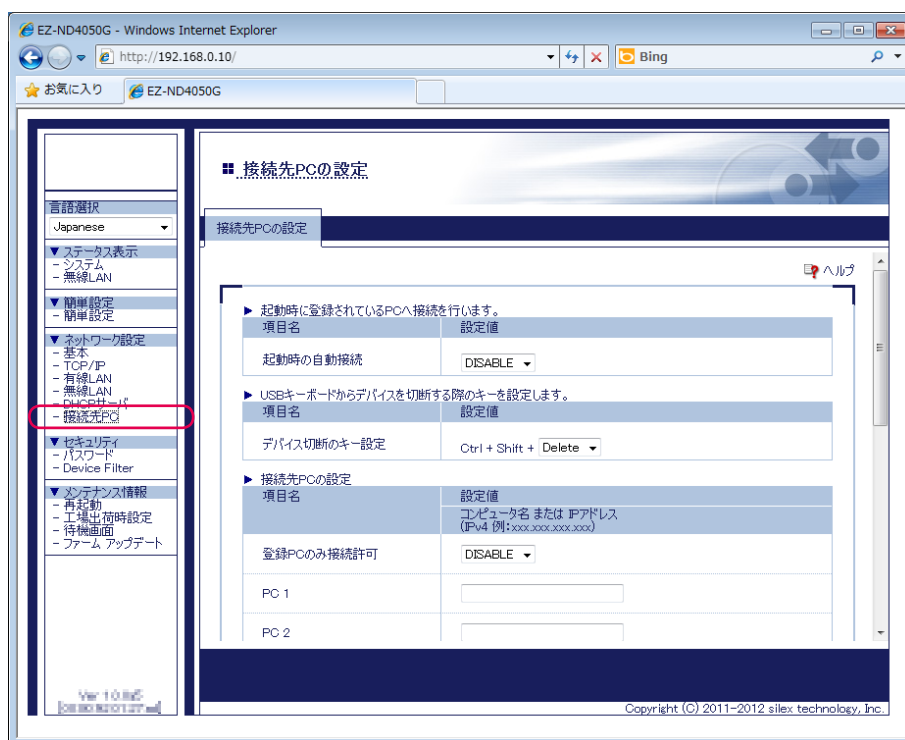 EZ-ND4050G - Windows Internet Explorer
http://192.168.0.10/
Bing
お気に入り
EZ-ND4050G
接続先PCの設定
言語選択
Japanese
接続先PCの設定
▼ ステータス表示
- システム
- 無線LAN
▼ 簡単設定
- 簡単設定
▼ ネットワーク設定
- 基本
- TCP/IP
- 有線LAN
- 無線LAN
- DHCPサーバ
- 接続先PC
▼ セキュリティ
- パスワード
- Device Filter
▼ メンテナンス情報
- 再起動
- 工場出荷時設定
- 待機画面
- ファーム アップデート
ヘルプ
▶ 起動時に登録されているPCへ接続を行います。
項目名 設定値
起動時の自動接続 DISABLE
▶ USBキーボードからデバイスを切断する際のキーを設定します。
項目名 設定値
デバイス切断のキー設定 Ctrl + Shift + Delete
▶ 接続先PCの設定
項目名 設定値
コンピュータ名 または IPアドレス
(IPv4 例:xxx.xxx.xxx.xxx)
登録PCのみ接続許可 DISABLE
PC 1
PC 2
Copyright (C) 2011-2012 silex technology, Inc.